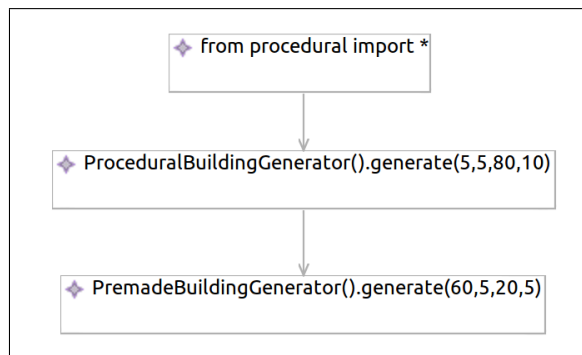 from procedural import *
ProceduralBuildingGenerator().generate(5,5,80,10)
PremadeBuildingGenerator().generate(60,5,20,5)